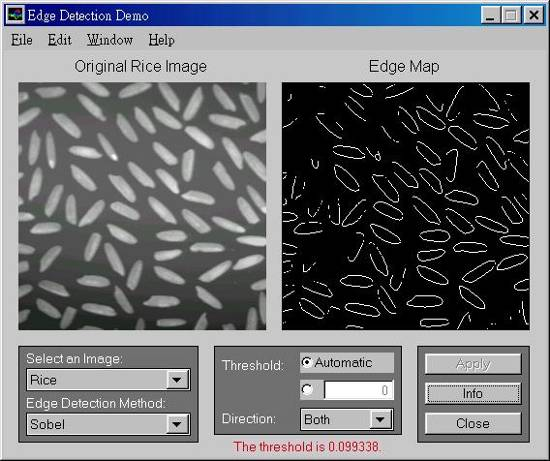 Edge Detection Demo
File Edit Window Help
Original Rice Image
Edge Map
Select an Image:
Rice
Edge Detection Method:
Sobel
Threshold:
Automatic
0
Direction:
Both
Apply
Info
Close
The threshold is 0.099338.